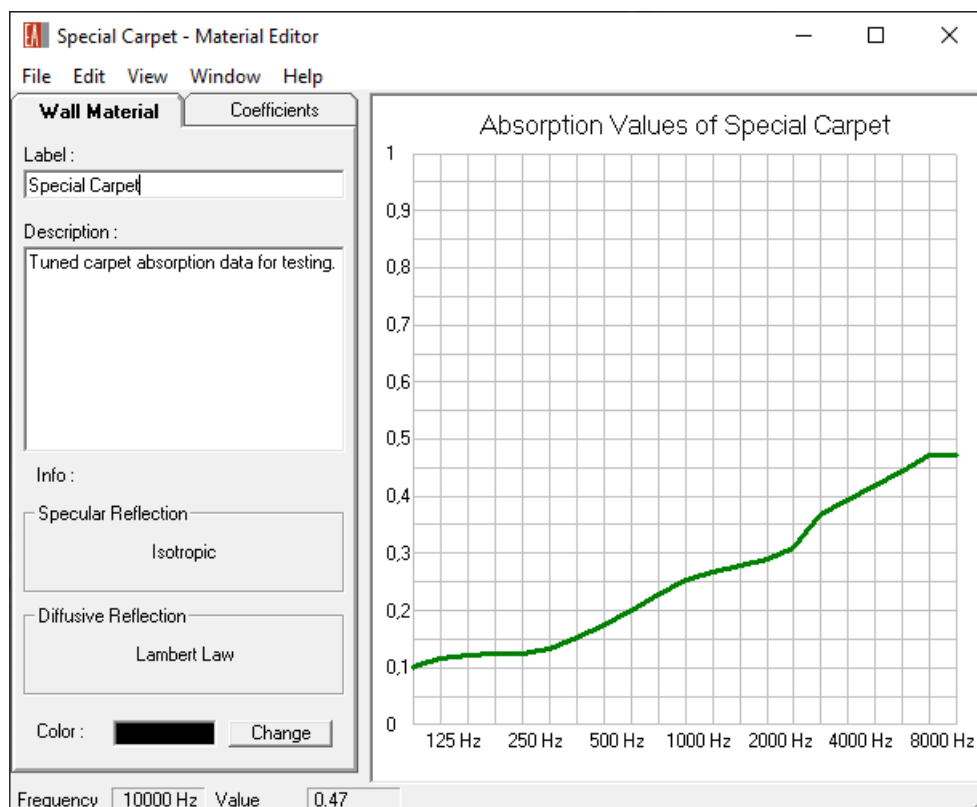 EA Special Carpet - Material Editor
File Edit View Window Help
Wall Material Coefficients
Label :
Special Carpet
Description :
Tuned carpet absorption data for testing.
Info :
Specular Reflection
Isotropic
Diffusive Reflection
Lambert Law
Color : Change
Absorption Values of Special Carpet
1
0,9
0,8
0,7
0,6
0,5
0,4
0,3
0,2
0,1
0
125 Hz 250 Hz 500 Hz 1000 Hz 2000 Hz 4000 Hz 8000 Hz
Frequency 10000 Hz Value 0.47